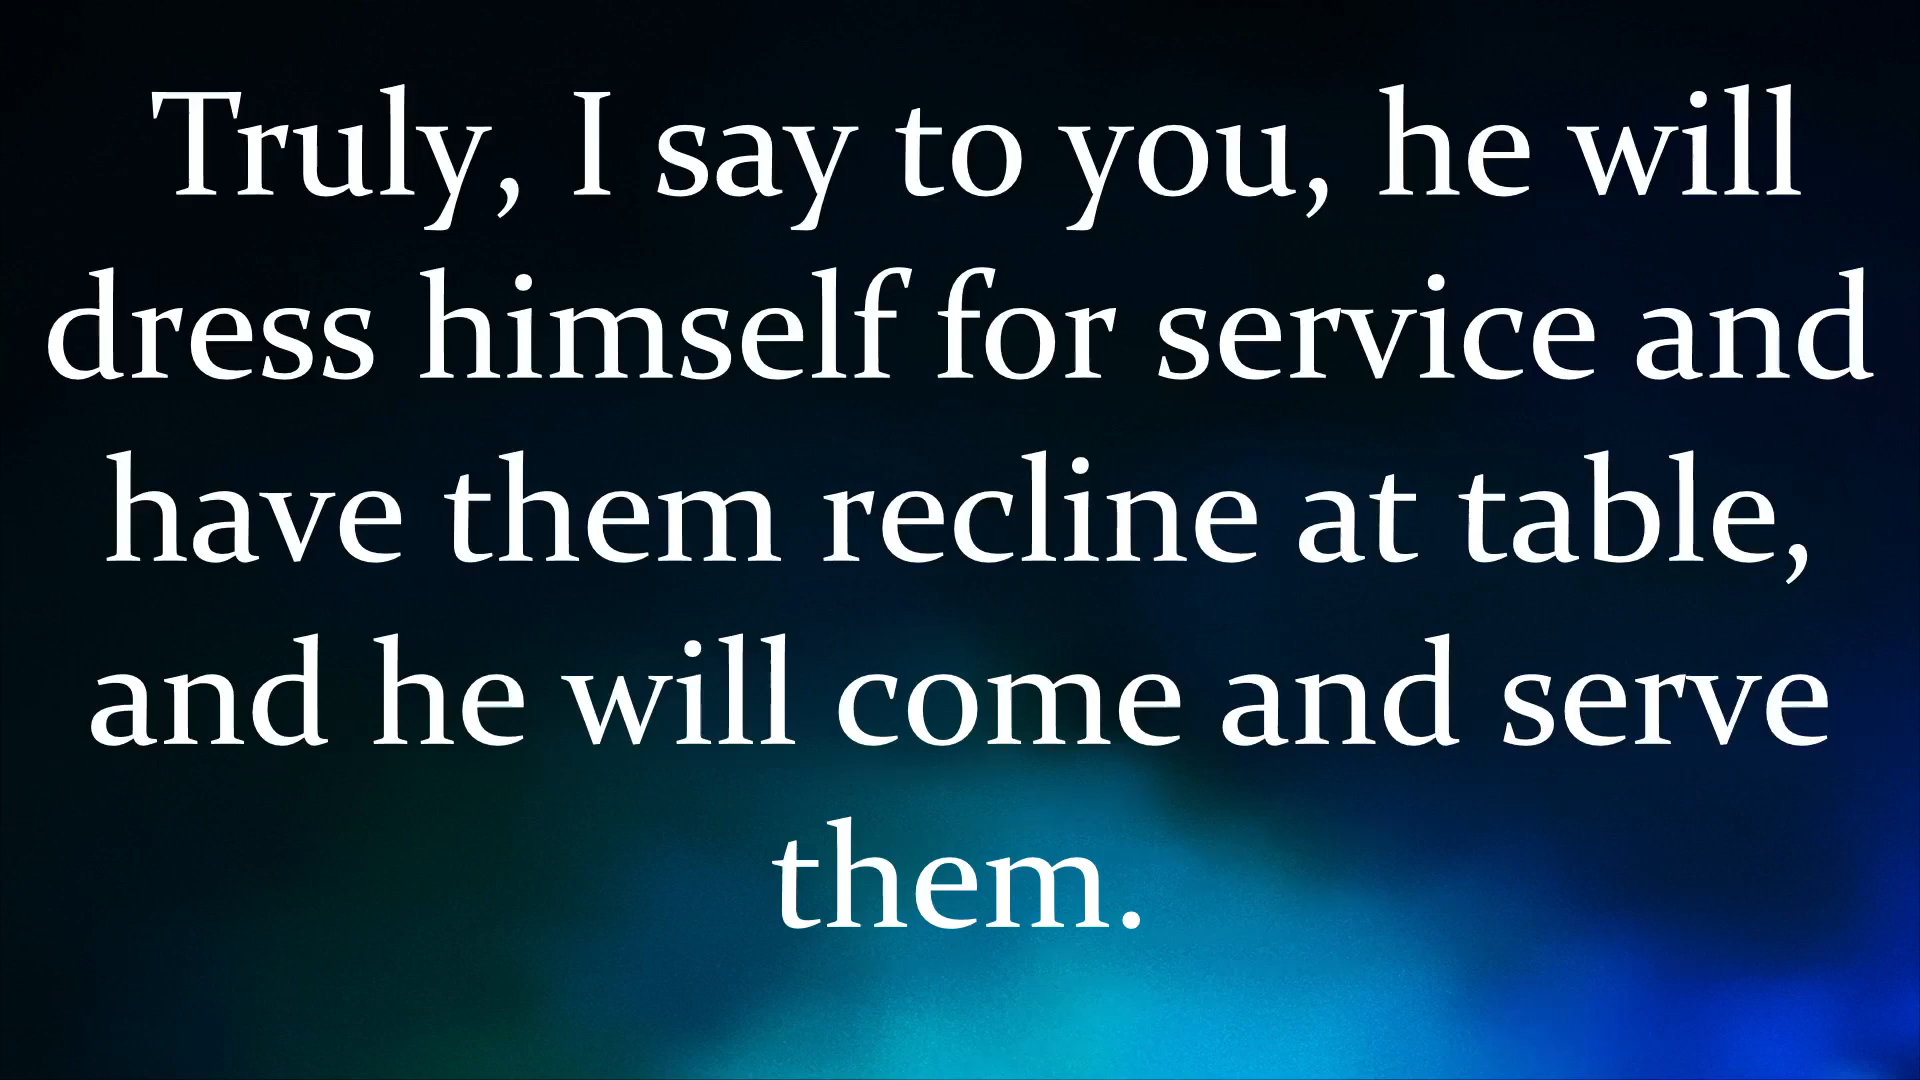 Truly, I say to you, he will
dress himself for service and
have them recline at table,
and he will come and serve
them.